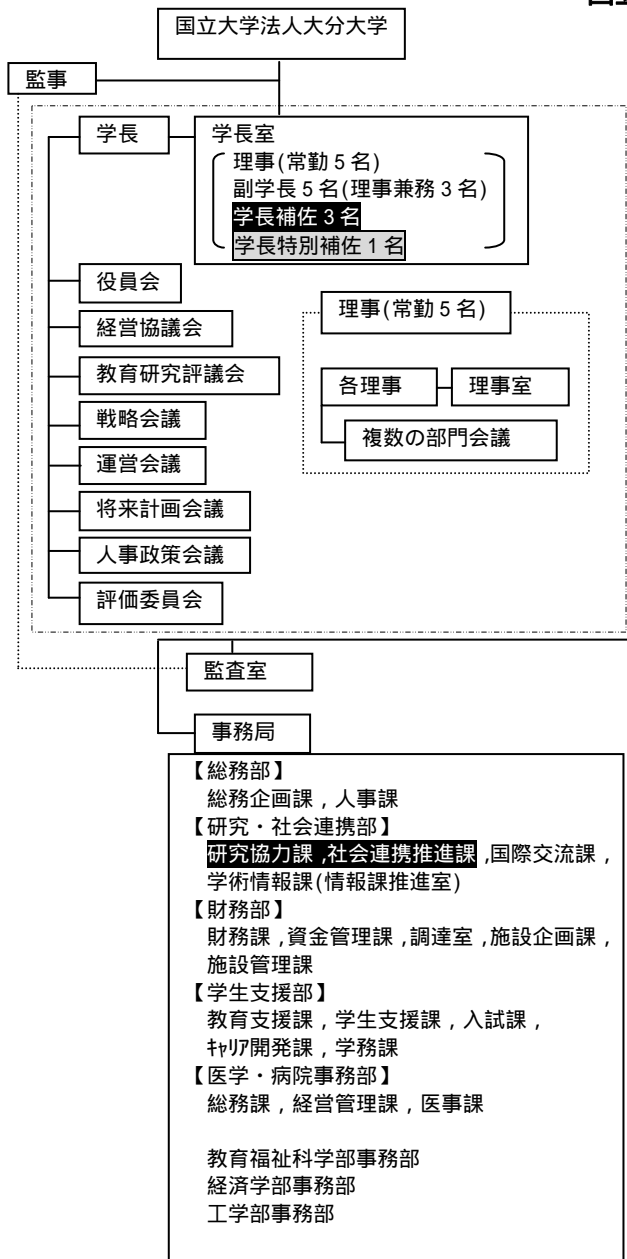 国立大学法人大分大学
監事
学長
学長室
理事(常勤5名)
副学長5名(理事兼務3名)
学長補佐3名
学長特別補佐1名
役員会
経営協議会
教育研究評議会
戦略会議
運営会議
将来計画会議
人事政策会議
評価委員会
理事(常勤5名)
各理事
理事室
複数の部門会議
監査室
事務局
【総務部】
総務企画課，人事課
【研究・社会連携部】
研究協力課,社会連携推進課,国際交流課，
学術情報課(情報課推進室)
【財務部】
財務課,資金管理課,調達室,施設企画課，
施設管理課
【学生支援部】
教育支援課，学生支援課，入試課，
ｷｬﾘｱ開発課，学務課
【医学・病院事務部】
総務課，経営管理課，医事課
教育福祉科学部事務部
経済学部事務部
工学部事務部